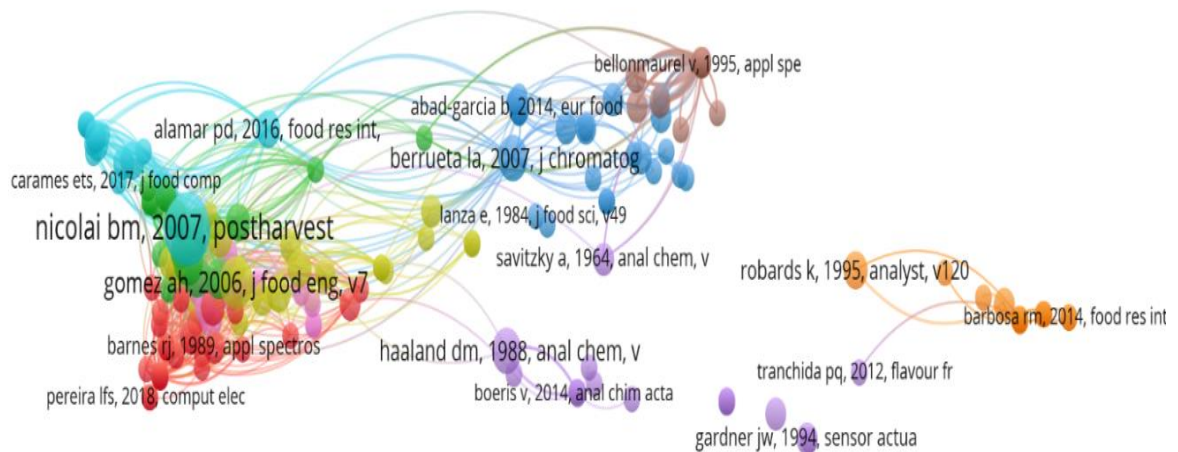 bellonmaurel v, 1995, appl spe
abad-garcia b, 2014, eur food
alamar pd, 2016, food res int,
berrueta la, 2007, j chromatog
carames ets, 2017, j food comp
nicolai bm, 2007, postharvest
lanza e, 1984, j food sci, v49
savitzky a, 1964, anal chem, v
robards k, 1995, analyst, v120
gomez ah, 2006, j food eng, v7
barbosa rm, 2014, food res int
barnes rj, 1989, appl spectros
haaland dm, 1988, anal chem, v
tranchida pq, 2012, flavour fr
pereira lfs, 2018, comput elec
boeris v, 2014, anal chim acta
gardner jw, 1994, sensor actua